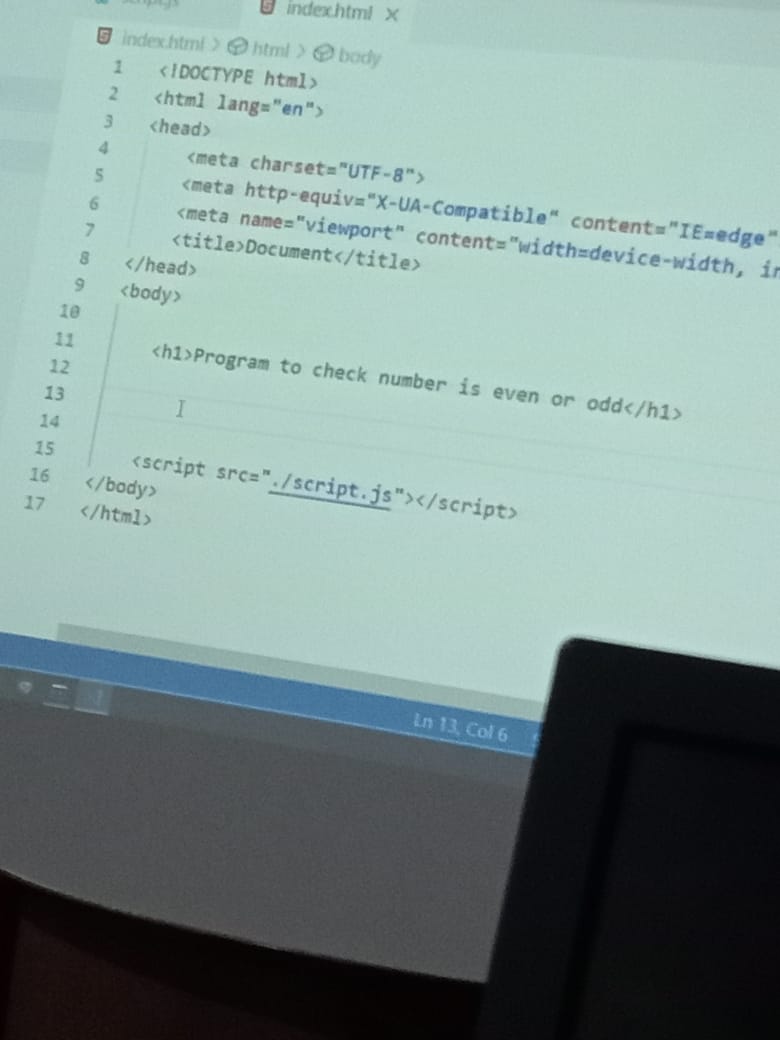 script.js
index.html ×
index.html > html > body
1 <!DOCTYPE html>
2 <html lang="en">
3 <head>
4 <meta charset="UTF-8">
5 <meta http-equiv="X-UA-Compatible" content="IE=edge"
6 <meta name="viewport" content="width=device-width, in
7 <title>Document</title>
8 </head>
9 <body>
10
11
12 <h1>Program to check number is even or odd</h1>
13
14
15 <script src="./script.js"></script>
16 </body>
17 </html>
Ln 13, Col 6